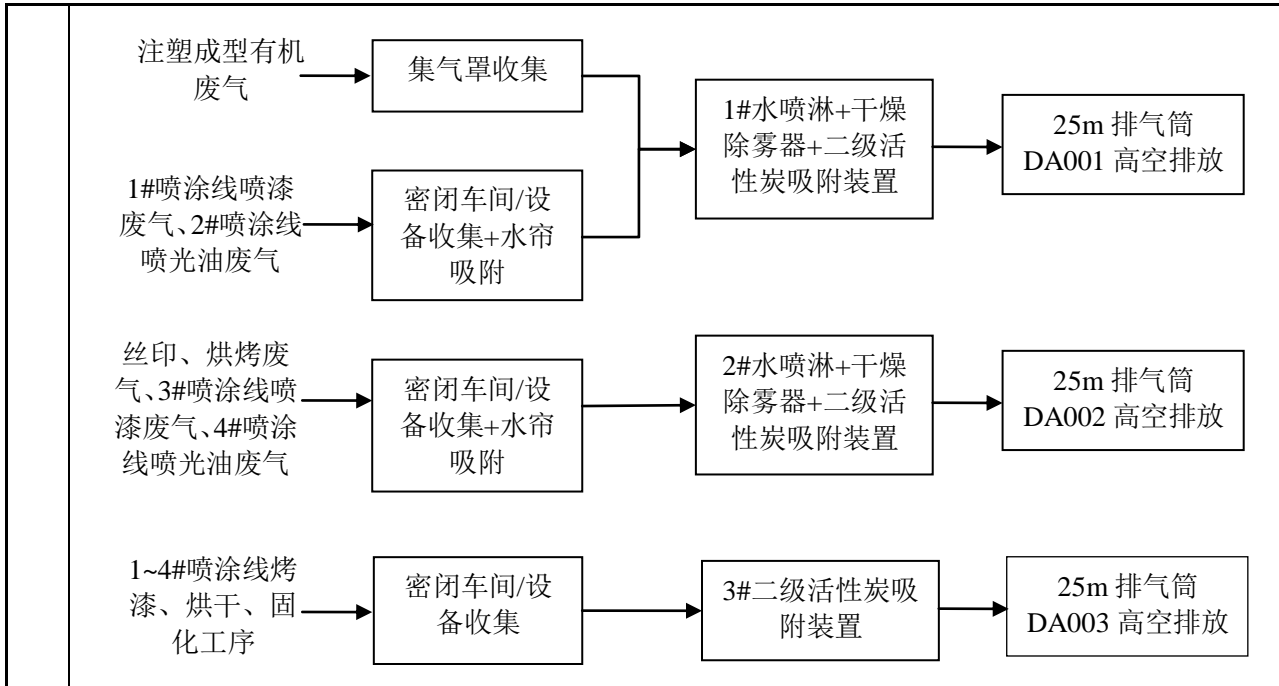 注塑成型有机
废气
集气罩收集
1#喷涂线喷漆
废气、2#喷涂线
喷光油废气
密闭车间/设
备收集+水帘
吸附
1#水喷淋+干燥
除雾器+二级活
性炭吸附装置
25m 排气筒
DA001 高空排放
丝印、烘烤废
气、3#喷涂线喷
漆废气、4#喷涂
线喷光油废气
密闭车间/设
备收集+水帘
吸附
2#水喷淋+干燥
除雾器+二级活
性炭吸附装置
25m 排气筒
DA002 高空排放
1~4#喷涂线烤
漆、烘干、固
化工序
密闭车间/设
备收集
3#二级活性炭吸
附装置
25m 排气筒
DA003 高空排放